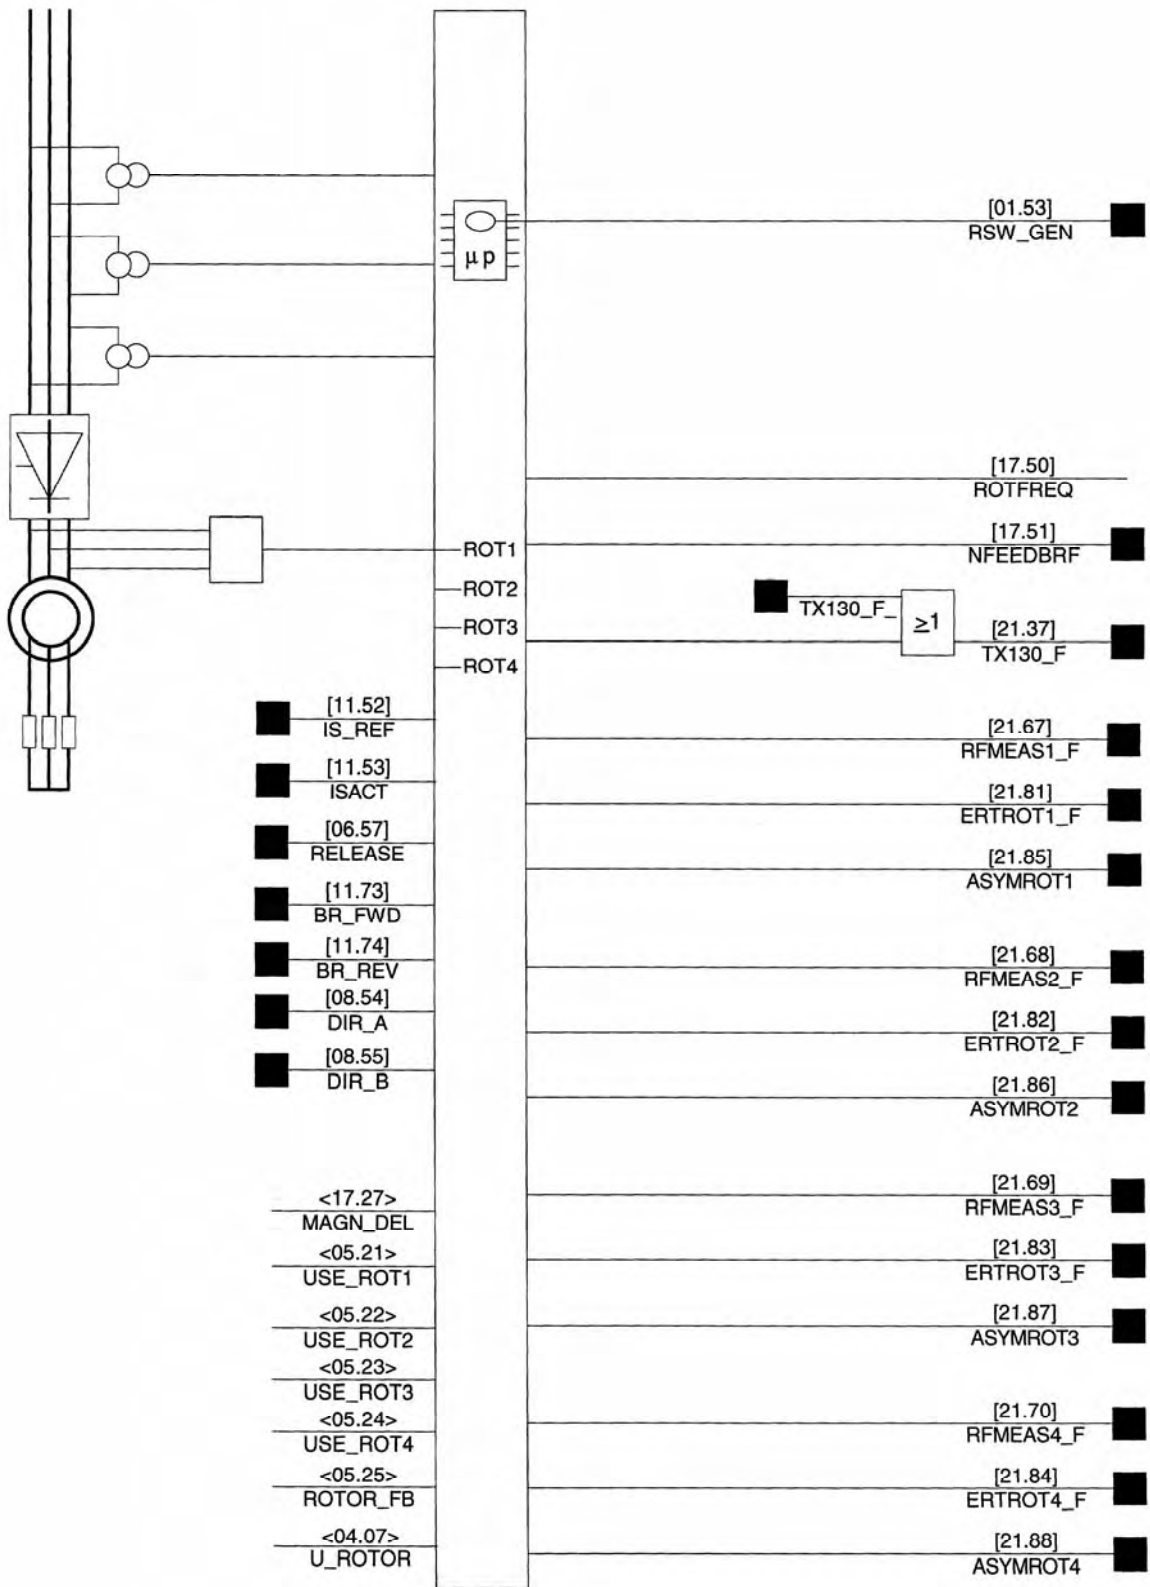 [01.53]
RSW_GEN
μp
[17.50]
ROTFREQ
[17.51]
NFEEDBRF
ROT1
ROT2
ROT3
ROT4
TX130_F_
≥1
[21.37]
TX130_F
[11.52]
IS_REF
[11.53]
ISACT
[06.57]
RELEASE
[11.73]
BR_FWD
[11.74]
BR_REV
[08.54]
DIR_A
[08.55]
DIR_B
<17.27>
MAGN_DEL
<05.21>
USE_ROT1
<05.22>
USE_ROT2
<05.23>
USE_ROT3
<05.24>
USE_ROT4
<05.25>
ROTOR_FB
<04.07>
U_ROTOR
[21.67]
RFMEAS1_F
[21.81]
ERTROT1_F
[21.85]
ASYMROT1
[21.68]
RFMEAS2_F
[21.82]
ERTROT2_F
[21.86]
ASYMROT2
[21.69]
RFMEAS3_F
[21.83]
ERTROT3_F
[21.87]
ASYMROT3
[21.70]
RFMEAS4_F
[21.84]
ERTROT4_F
[21.88]
ASYMROT4